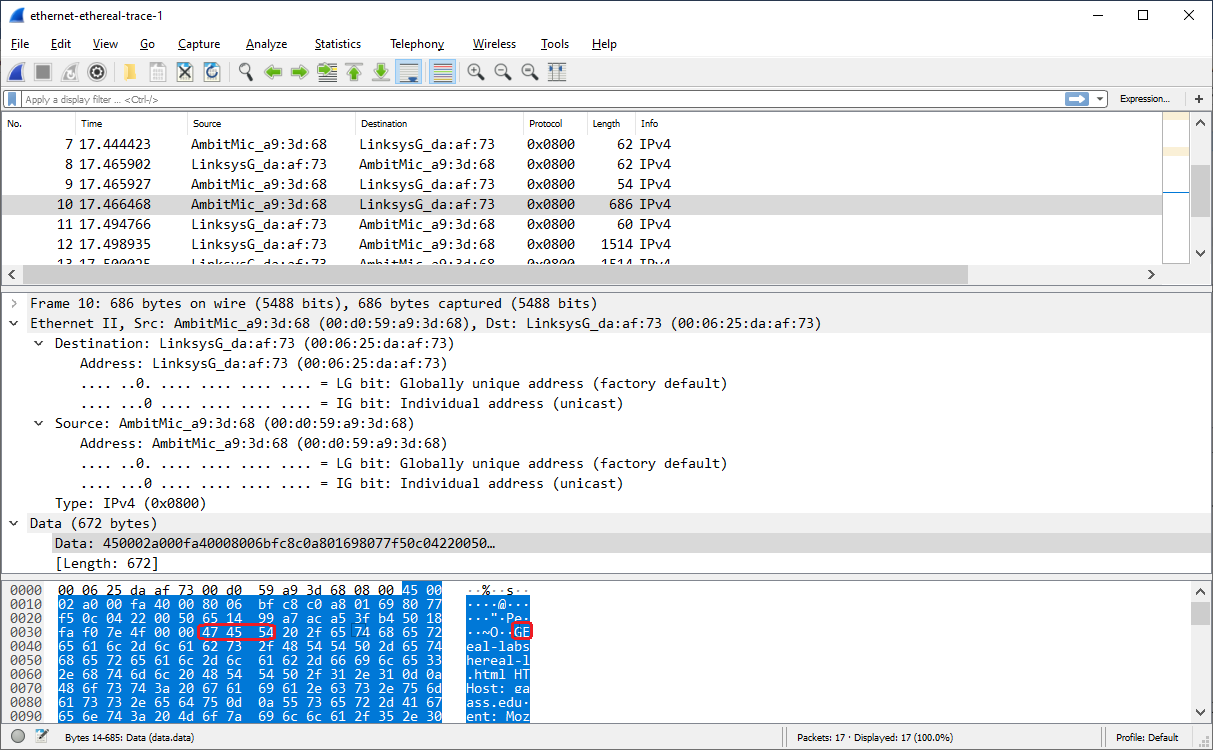 ethernet-ethereal-trace-1
File Edit View Go Capture Analyze Statistics Telephony Wireless Tools Help
Apply a display filter ... <Ctrl-/> Expression... +
No. Time Source Destination Protocol Length Info
7 17.444423 AmbitMic_a9:3d:68 LinksysG_da:af:73 0x0800 62 IPv4
8 17.465902 LinksysG_da:af:73 AmbitMic_a9:3d:68 0x0800 62 IPv4
9 17.465927 AmbitMic_a9:3d:68 LinksysG_da:af:73 0x0800 54 IPv4
10 17.466468 AmbitMic_a9:3d:68 LinksysG_da:af:73 0x0800 686 IPv4
11 17.494766 LinksysG_da:af:73 AmbitMic_a9:3d:68 0x0800 60 IPv4
12 17.498935 LinksysG_da:af:73 AmbitMic_a9:3d:68 0x0800 1514 IPv4
13 17.500025 LinksysG_da:af:73 AmbitMic_a9:3d:68 0x0800 1514 IPv4
Frame 10: 686 bytes on wire (5488 bits), 686 bytes captured (5488 bits)
Ethernet II, Src: AmbitMic_a9:3d:68 (00:d0:59:a9:3d:68), Dst: LinksysG_da:af:73 (00:06:25:da:af:73)
Destination: LinksysG_da:af:73 (00:06:25:da:af:73)
Address: LinksysG_da:af:73 (00:06:25:da:af:73)
.... ..0. .... .... .... .... = LG bit: Globally unique address (factory default)
.... ...0 .... .... .... .... = IG bit: Individual address (unicast)
Source: AmbitMic_a9:3d:68 (00:d0:59:a9:3d:68)
Address: AmbitMic_a9:3d:68 (00:d0:59:a9:3d:68)
.... ..0. .... .... .... .... = LG bit: Globally unique address (factory default)
.... ...0 .... .... .... .... = IG bit: Individual address (unicast)
Type: IPv4 (0x0800)
Data (672 bytes)
Data: 450002a000fa40008006bfc8c0a801698077f50c04220050…
[Length: 672]
0000 00 06 25 da af 73 00 d0 59 a9 3d 68 08 00 45 00 ··%··s··
0010 02 a0 00 fa 40 00 80 06 bf c8 c0 a8 01 69 80 77 ····@···
0020 f5 0c 04 22 00 50 65 14 99 a7 ac a5 3f b4 50 18 ···"·Pe·
0030 fa f0 7e 4f 00 00 47 45 54 20 2f 65 74 68 65 72 ··~O··GE
0040 65 61 6c 2d 6c 61 62 73 2f 48 54 54 50 2d 65 74 eal-labs
0050 68 65 72 65 61 6c 2d 6c 61 62 2d 66 69 6c 65 33 hereal-l
0060 2e 68 74 6d 6c 20 48 54 54 50 2f 31 2e 31 0d 0a .html HT
0070 48 6f 73 74 3a 20 67 61 69 61 2e 63 73 2e 75 6d Host: ga
0080 61 73 73 2e 65 64 75 0d 0a 55 73 65 72 2d 41 67 ass.edu·
0090 65 6e 74 3a 20 4d 6f 7a 69 6c 6c 61 2f 35 2e 30 ent: Moz
Bytes 14-685: Data (data.data) Packets: 17 · Displayed: 17 (100.0%) Profile: Default